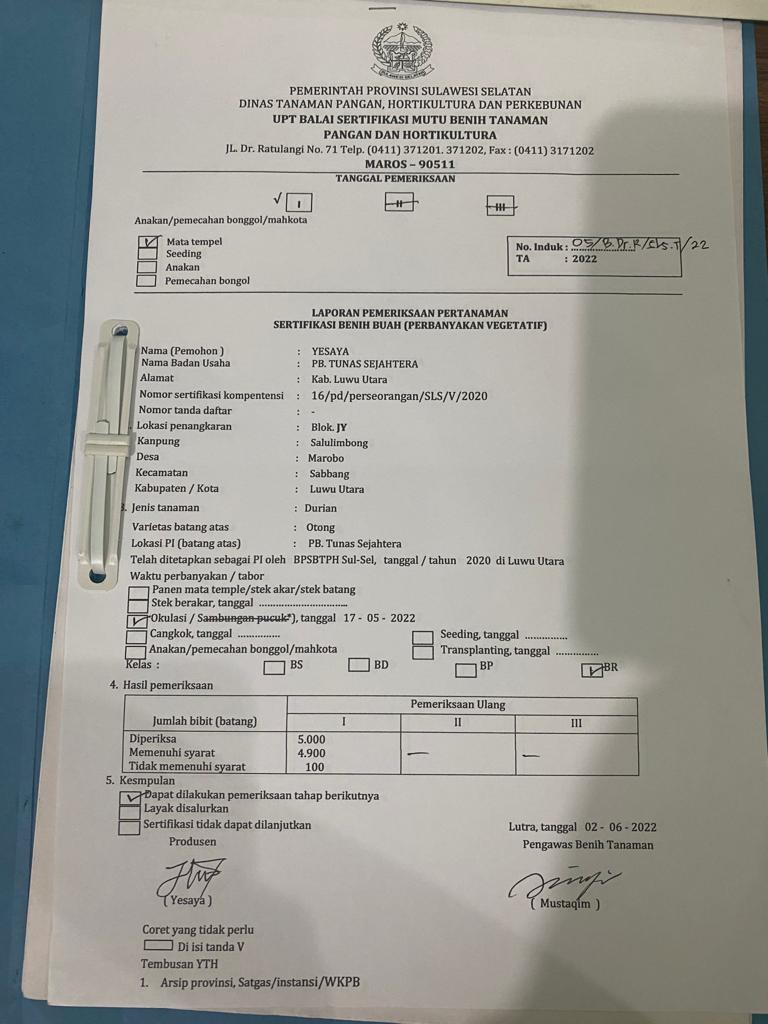 SULAWESI SELATAN
PEMERINTAH PROVINSI SULAWESI SELATAN
DINAS TANAMAN PANGAN, HORTIKULTURA DAN PERKEBUNAN
UPT BALAI SERTIFIKASI MUTU BENIH TANAMAN
PANGAN DAN HORTIKULTURA
JL. Dr. Ratulangi No. 71 Telp. (0411) 371201. 371202, Fax : (0411) 3171202
MAROS – 90511
TANGGAL PEMERIKSAAN
√ I II III
Anakan/pemecahan bonggol/mahkota
Mata tempel
Seeding
Anakan
Pemecahan bongol
No. Induk : 05/B.Dr.R/Sls.T/22
TA : 2022
LAPORAN PEMERIKSAAN PERTANAMAN
SERTIFIKASI BENIH BUAH (PERBANYAKAN VEGETATIF)
Nama (Pemohon ) : YESAYA
Nama Badan Usaha : PB. TUNAS SEJAHTERA
Alamat : Kab. Luwu Utara
Nomor sertifikasi kompentensi : 16/pd/perseorangan/SLS/V/2020
Nomor tanda daftar : -
Lokasi penangkaran : Blok. JY
Kanpung : Salulimbong
Desa : Marobo
Kecamatan : Sabbang
Kabupaten / Kota : Luwu Utara
3. Jenis tanaman : Durian
Varietas batang atas : Otong
Lokasi PI (batang atas) : PB. Tunas Sejahtera
Telah ditetapkan sebagai PI oleh BPSBTPH Sul-Sel, tanggal / tahun 2020 di Luwu Utara
Waktu perbanyakan / tabor
Panen mata temple/stek akar/stek batang
Stek berakar, tanggal ..............................
Okulasi / Sambungan pucuk*), tanggal 17 - 05 - 2022
Cangkok, tanggal .............. Seeding, tanggal ..............
Anakan/pemecahan bonggol/mahkota Transplanting, tanggal ..............
Kelas : BS BD BP BR
4. Hasil pemeriksaan
Jumlah bibit (batang) Pemeriksaan Ulang
I II III
Diperiksa 5.000
Memenuhi syarat 4.900 — —
Tidak memenuhi syarat 100
5. Kesmpulan
Dapat dilakukan pemeriksaan tahap berikutnya
Layak disalurkan
Sertifikasi tidak dapat dilanjutkan
Lutra, tanggal 02 - 06 - 2022
Produsen Pengawas Benih Tanaman
( Yesaya ) ( Mustaqim )
Coret yang tidak perlu
Di isi tanda V
Tembusan YTH
1. Arsip provinsi, Satgas/instansi/WKPB